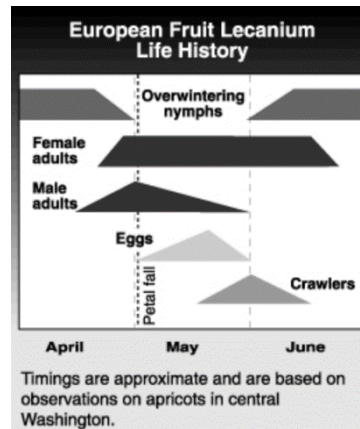 European Fruit Lecanium
Life History
Overwintering
nymphs
Female
adults
Male
adults
Eggs
Petal fall
Crawlers
April May June
Timings are approximate and are based on
observations on apricots in central
Washington.